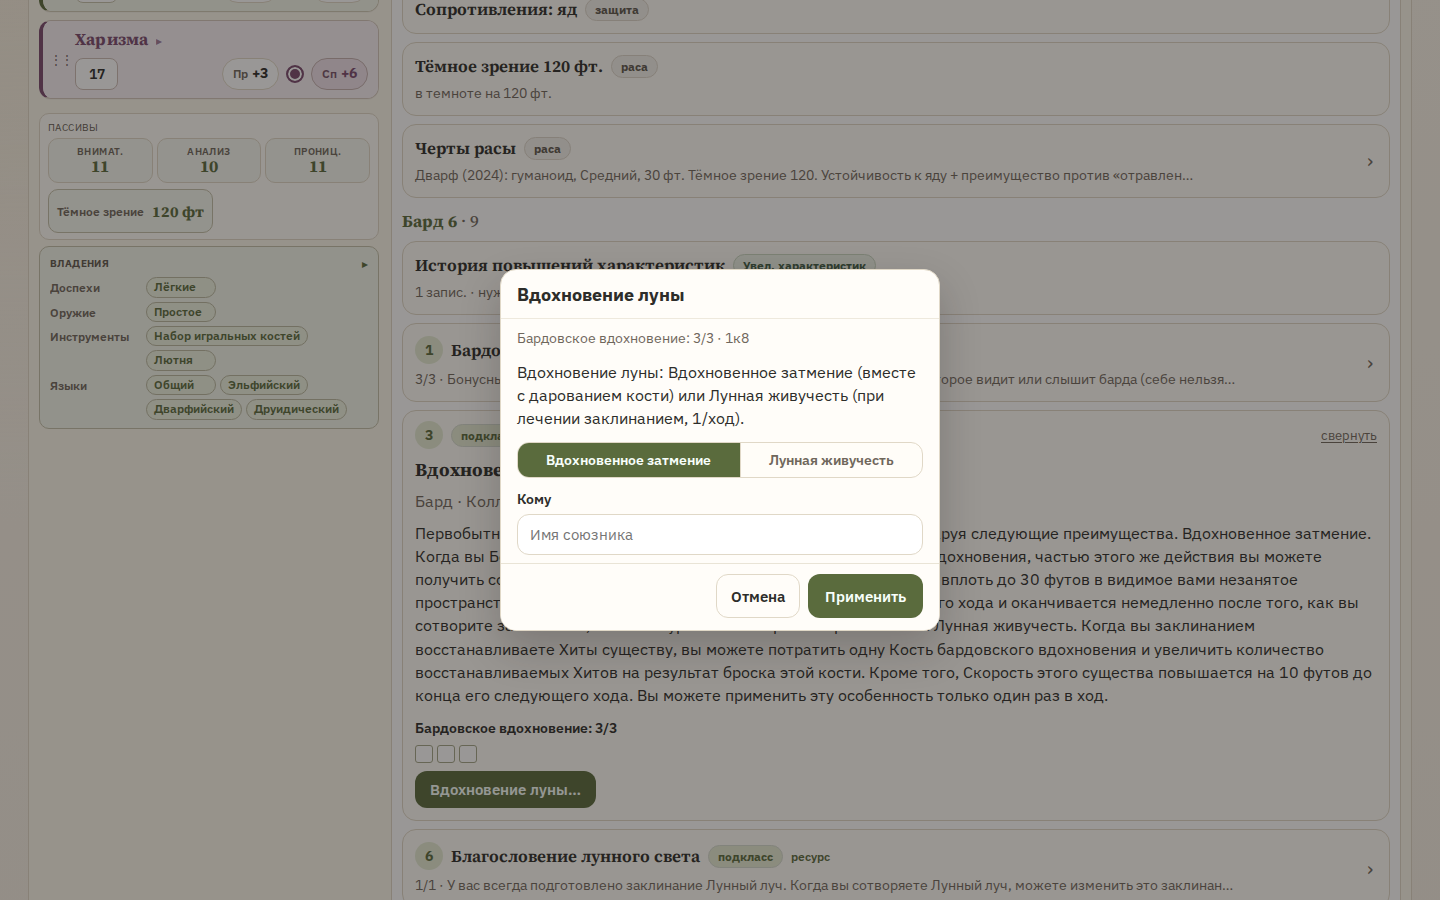 Харизма ▸
17
Пр +3
Сп +6
ПАССИВЫ
ВНИМАТ.
11
АНАЛИЗ
10
ПРОНИЦ.
11
Тёмное зрение 120 фт
ВЛАДЕНИЯ ▸
Доспехи Лёгкие
Оружие Простое
Инструменты Набор игральных костей
Лютня
Языки Общий Эльфийский
Дварфийский Друидический
Сопротивления: яд защита
Тёмное зрение 120 фт. раса
в темноте на 120 фт.
Черты расы раса
Дварф (2024): гуманоид, Средний, 30 фт. Тёмное зрение 120. Устойчивость к яду + преимущество против «отравлен...
Бард 6 · 9
История повышений характеристик Увел. характеристик
1 запис. · нуж
1 Бардо
3/3 · Бонусн
орое видит или слышит барда (себе нельзя...
3 подкла
свернуть
Вдохнове
Бард · Колл
Первобытн
руя следующие преимущества. Вдохновенное затмение.
Когда вы Б
дохновения, частью этого же действия вы можете
получить со
вплоть до 30 футов в видимое вами незанятое
пространст
го хода и оканчивается немедленно после того, как вы
сотворите
Лунная живучесть. Когда вы заклинанием
восстанавливаете Хиты существу, вы можете потратить одну Кость бардовского вдохновения и увеличить количество
восстанавливаемых Хитов на результат броска этой кости. Кроме того, Скорость этого существа повышается на 10 футов до
конца его следующего хода. Вы можете применить эту особенность только один раз в ход.
Бардовское вдохновение: 3/3
Вдохновение луны...
6 Благословение лунного света подкласс ресурс
1/1 · У вас всегда подготовлено заклинание Лунный луч. Когда вы сотворяете Лунный луч, можете изменить это заклинан...
Вдохновение луны
Бардовское вдохновение: 3/3 · 1к8
Вдохновение луны: Вдохновенное затмение (вместе
с дарованием кости) или Лунная живучесть (при
лечении заклинанием, 1/ход).
Вдохновенное затмение Лунная живучесть
Кому
Имя союзника
Отмена Применить